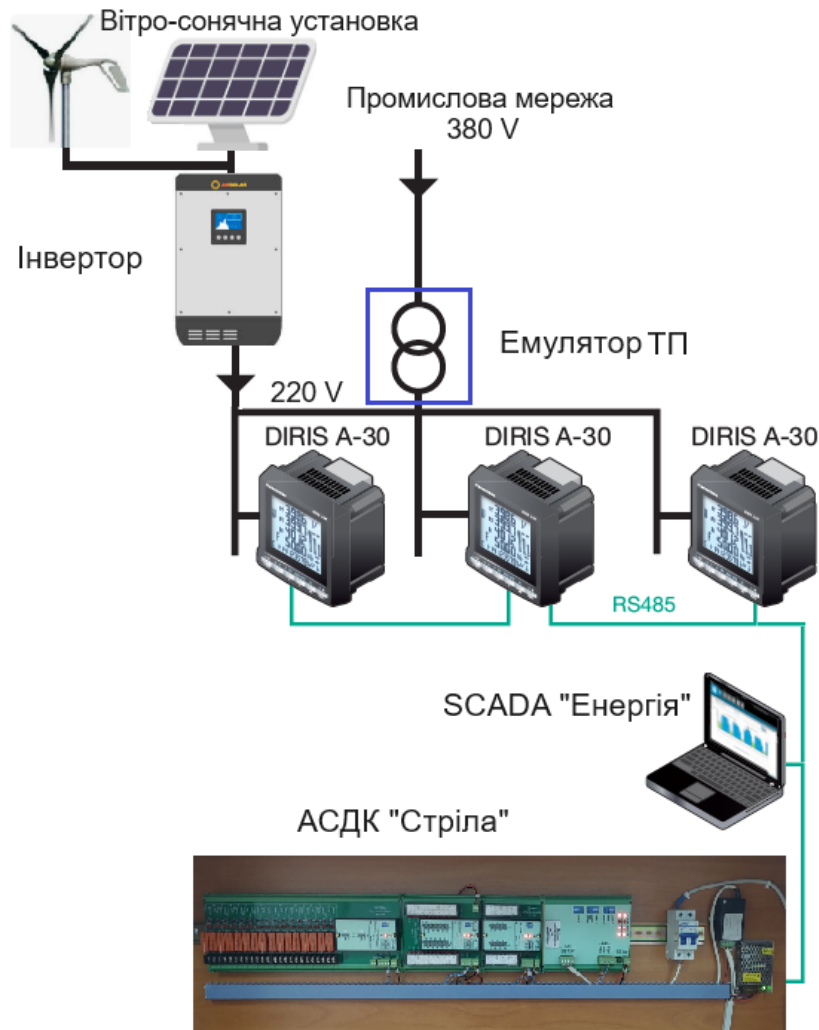 Вітро-сонячна установка
Промислова мережа
380 V
Інвертор
Емулятор ТП
220 V
DIRIS A-30
DIRIS A-30
DIRIS A-30
RS485
SCADA "Енергія"
АСДК "Стріла"